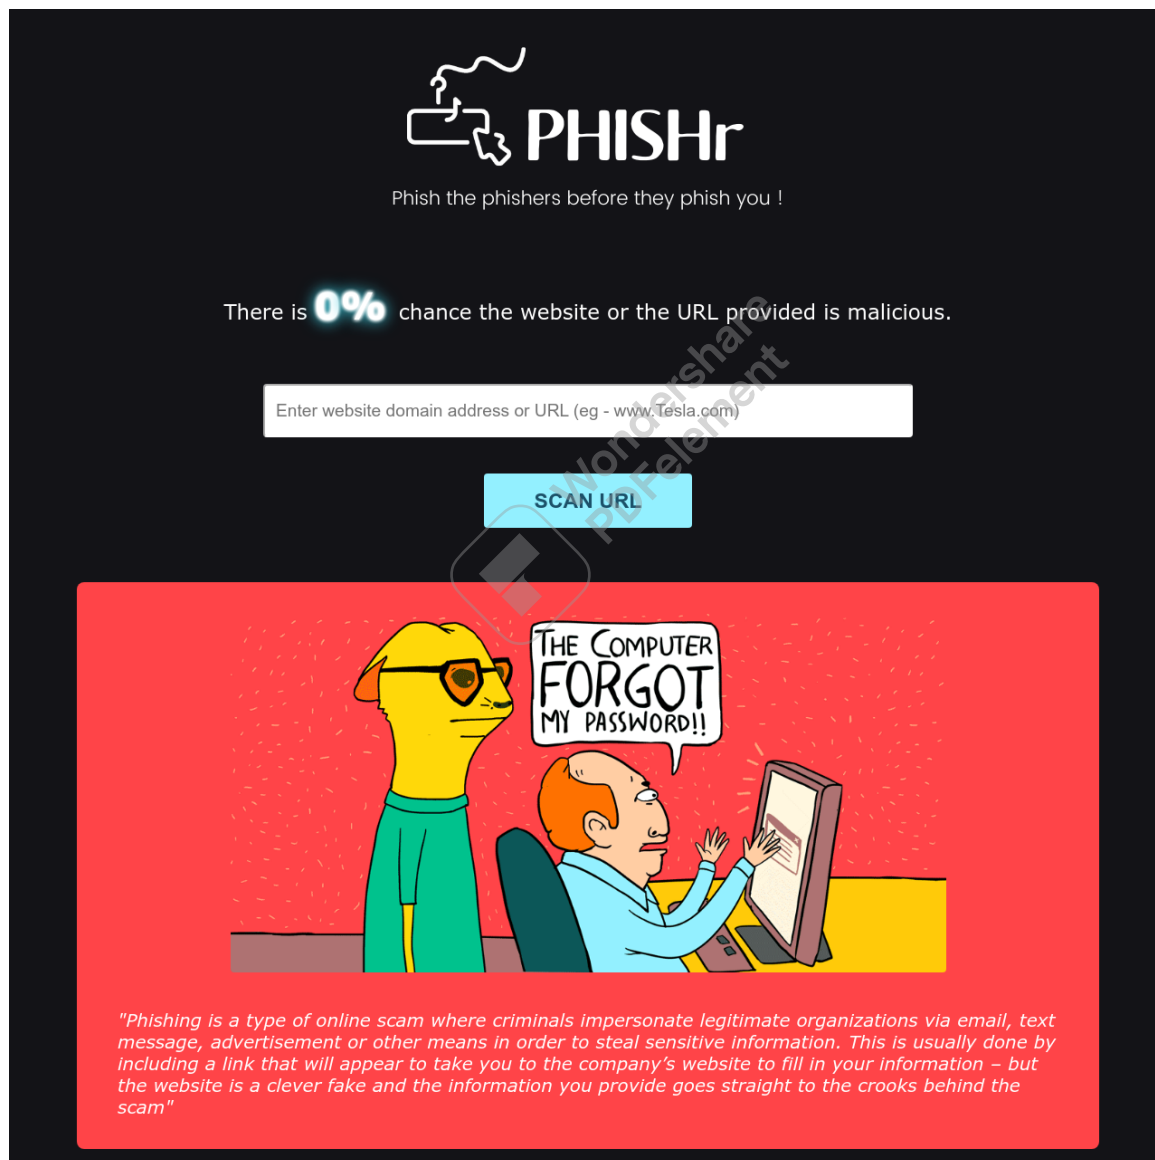 PHISHr
Phish the phishers before they phish you !
There is 0% chance the website or the URL provided is malicious.
Enter website domain address or URL (eg - www.Tesla.com)
SCAN URL
Wondershare
PDFelement
THE COMPUTER
FORGOT
MY PASSWORD!!
"Phishing is a type of online scam where criminals impersonate legitimate organizations via email, text
message, advertisement or other means in order to steal sensitive information. This is usually done by
including a link that will appear to take you to the company’s website to fill in your information – but
the website is a clever fake and the information you provide goes straight to the crooks behind the
scam"